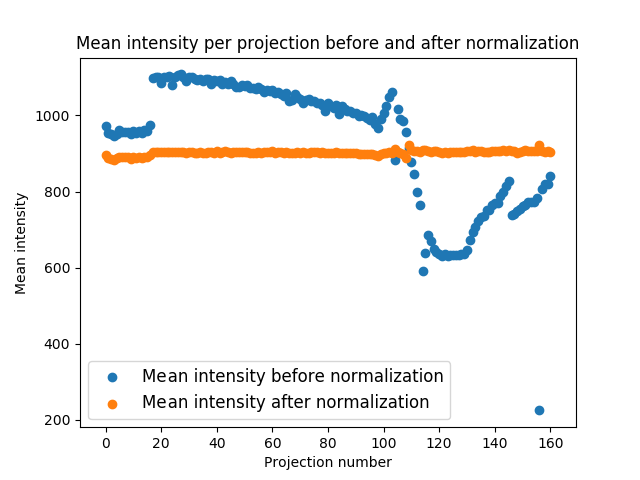 Mean intensity per projection before and after normalization
Mean intensity
1000
800
600
400
200
Mean intensity before normalization
Mean intensity after normalization
0 20 40 60 80 100 120 140 160
Projection number